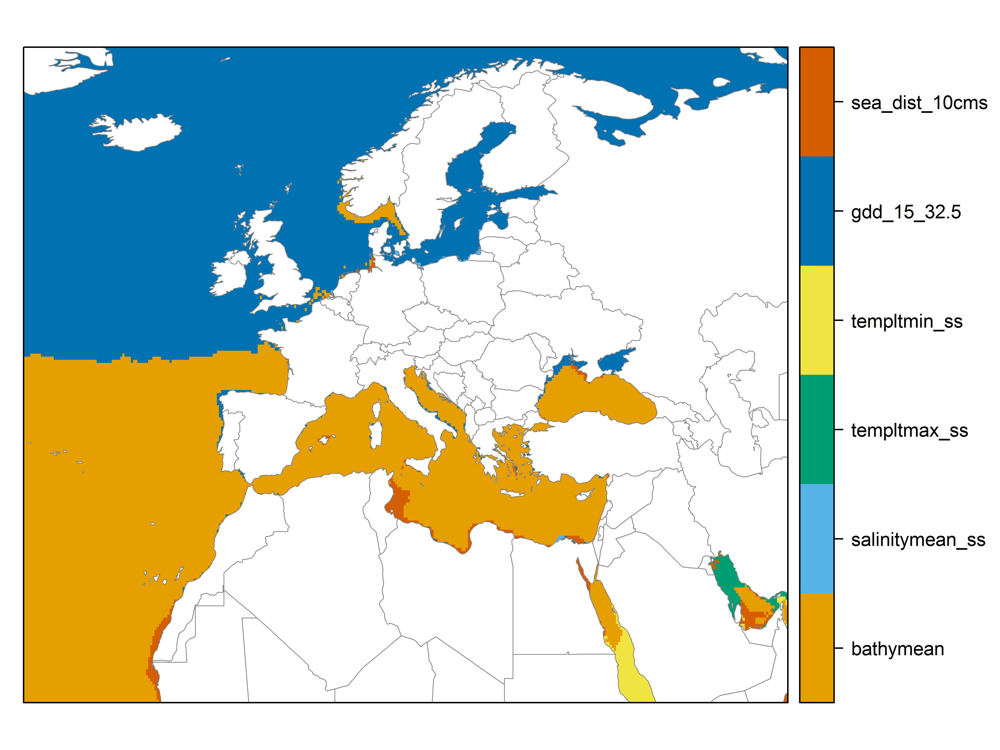 sea_dist_10cms
gdd_15_32.5
templtmin_ss
templtmax_ss
salinitymean_ss
bathymean